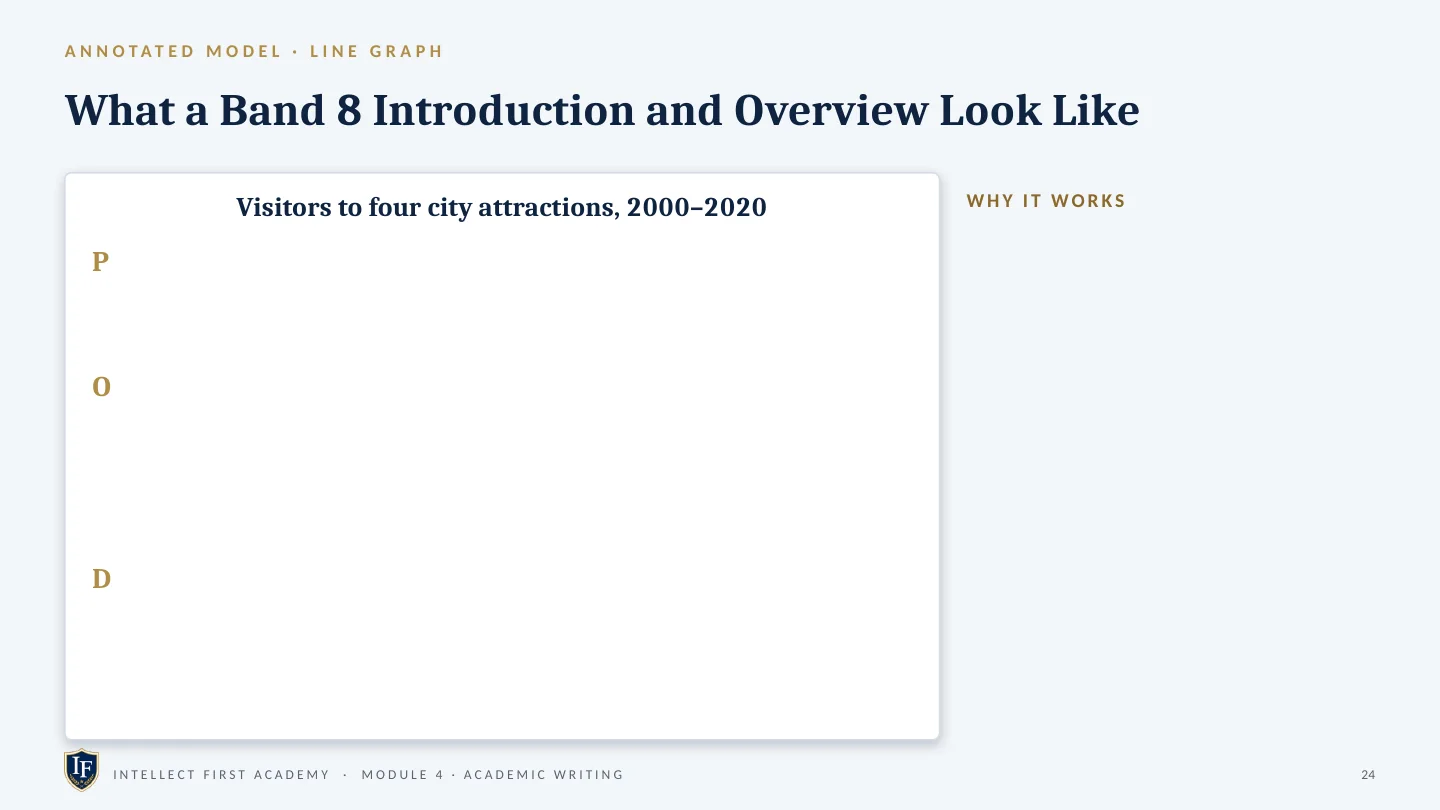 ANNOTATED MODEL · LINE GRAPH
What a Band 8 Introduction and Overview Look Like
Visitors to four city attractions, 2000–2020
P
O
D
WHY IT WORKS
IF
INTELLECT FIRST ACADEMY · MODULE 4 · ACADEMIC WRITING
24